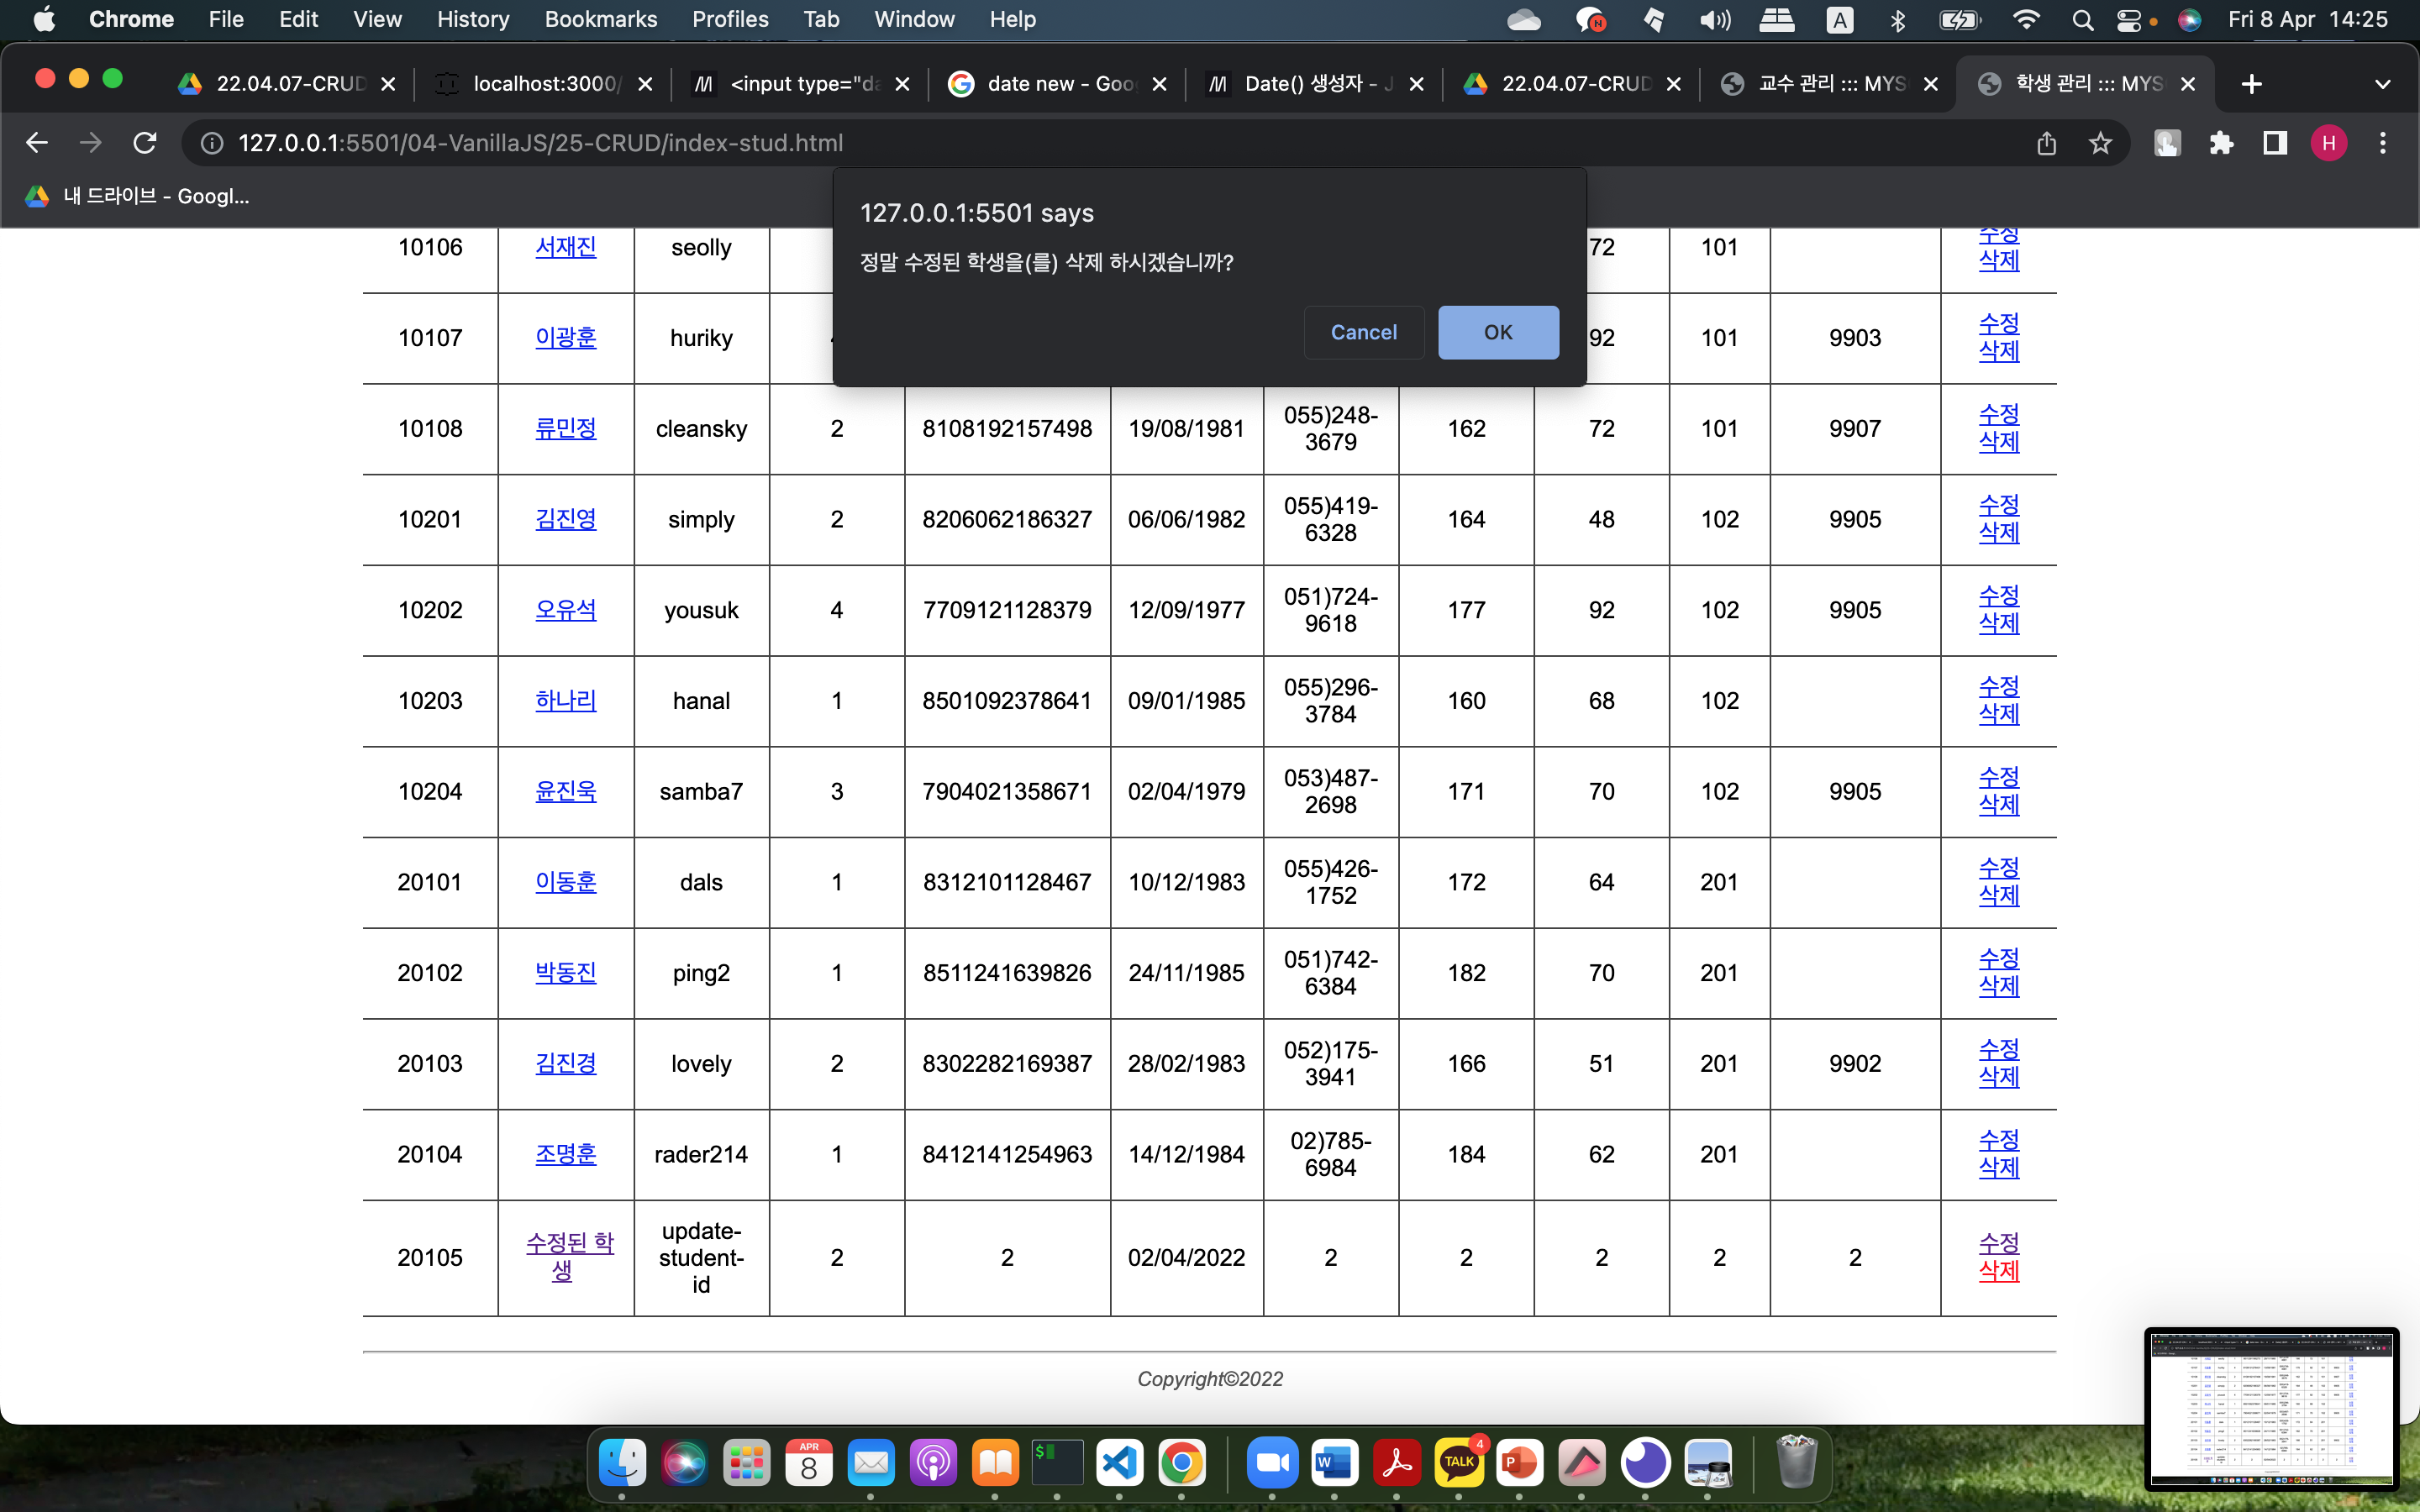 Chrome File Edit View History Bookmarks Profiles Tab Window Help Fri 8 Apr 14:25
22.04.07-CRUD localhost:3000/ <input type="da date new - Goo Date() 생성자 - J 22.04.07-CRUD 교수 관리 ::: MYS 학생 관리 ::: MYS
127.0.0.1:5501/04-VanillaJS/25-CRUD/index-stud.html H
내 드라이브 - Googl...
127.0.0.1:5501 says
정말 수정된 학생을(를) 삭제 하시겠습니까?
Cancel OK
10106 서재진 seolly 72 101 수정
삭제
10107 이광훈 huriky 92 101 9903 수정
삭제
10108 류민정 cleansky 2 8108192157498 19/08/1981 055)248-
3679 162 72 101 9907 수정
삭제
10201 김진영 simply 2 8206062186327 06/06/1982 055)419-
6328 164 48 102 9905 수정
삭제
10202 오유석 yousuk 4 7709121128379 12/09/1977 051)724-
9618 177 92 102 9905 수정
삭제
10203 하나리 hanal 1 8501092378641 09/01/1985 055)296-
3784 160 68 102 수정
삭제
10204 윤진욱 samba7 3 7904021358671 02/04/1979 053)487-
2698 171 70 102 9905 수정
삭제
20101 이동훈 dals 1 8312101128467 10/12/1983 055)426-
1752 172 64 201 수정
삭제
20102 박동진 ping2 1 8511241639826 24/11/1985 051)742-
6384 182 70 201 수정
삭제
20103 김진경 lovely 2 8302282169387 28/02/1983 052)175-
3941 166 51 201 9902 수정
삭제
20104 조명훈 rader214 1 8412141254963 14/12/1984 02)785-
6984 184 62 201 수정
삭제
20105 수정된 학
생 update-
student-
id 2 2 02/04/2022 2 2 2 2 2 수정
삭제
Copyright©2022
APR
8
TALK
4